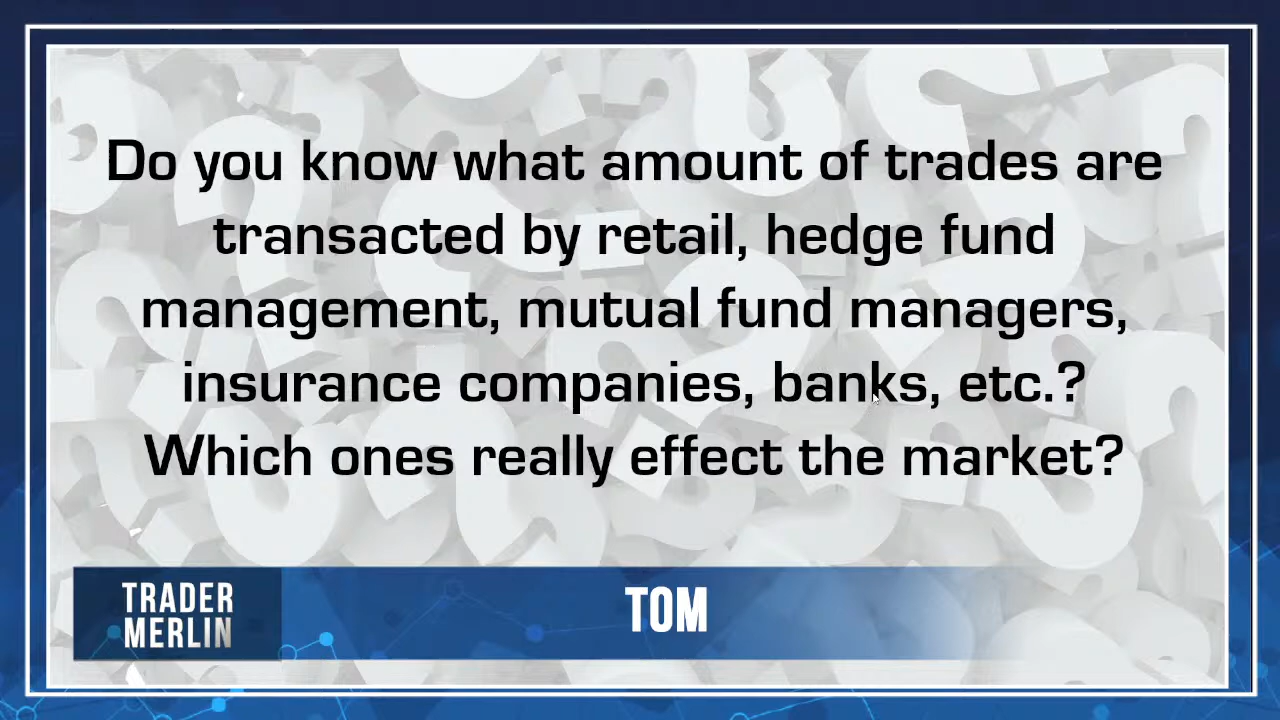 Do you know what amount of trades are
transacted by retail, hedge fund
management, mutual fund managers,
insurance companies, banks, etc.?
Which ones really effect the market?
TRADER
MERLIN
TOM